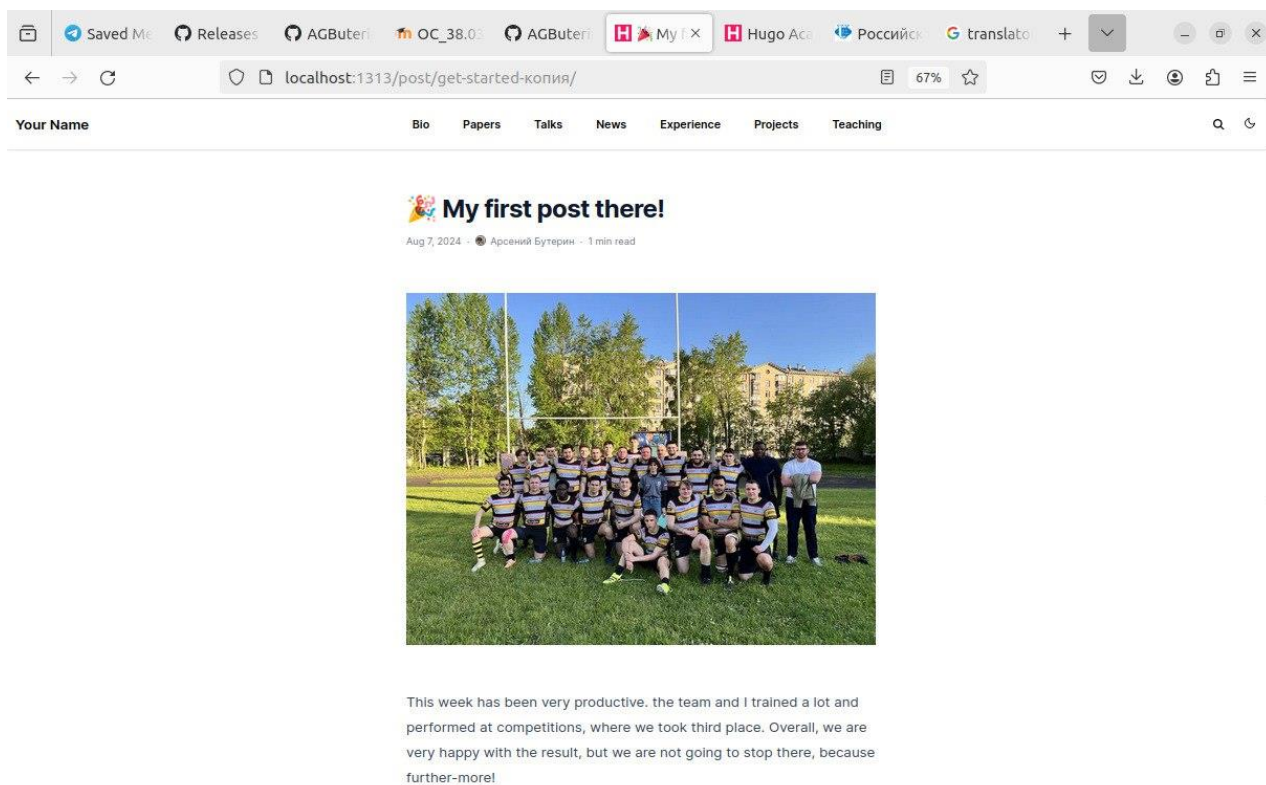 Saved Me
Releases
AGButeri
ОС_38.03
AGButeri
My f
Hugo Aca
Российск
translato
localhost:1313/post/get-started-копия/
67%
Your Name
Bio Papers Talks News Experience Projects Teaching
🎉 My first post there!
Aug 7, 2024 · Арсений Бутерин · 1 min read
This week has been very productive. the team and I trained a lot and
performed at competitions, where we took third place. Overall, we are
very happy with the result, but we are not going to stop there, because
further-more!